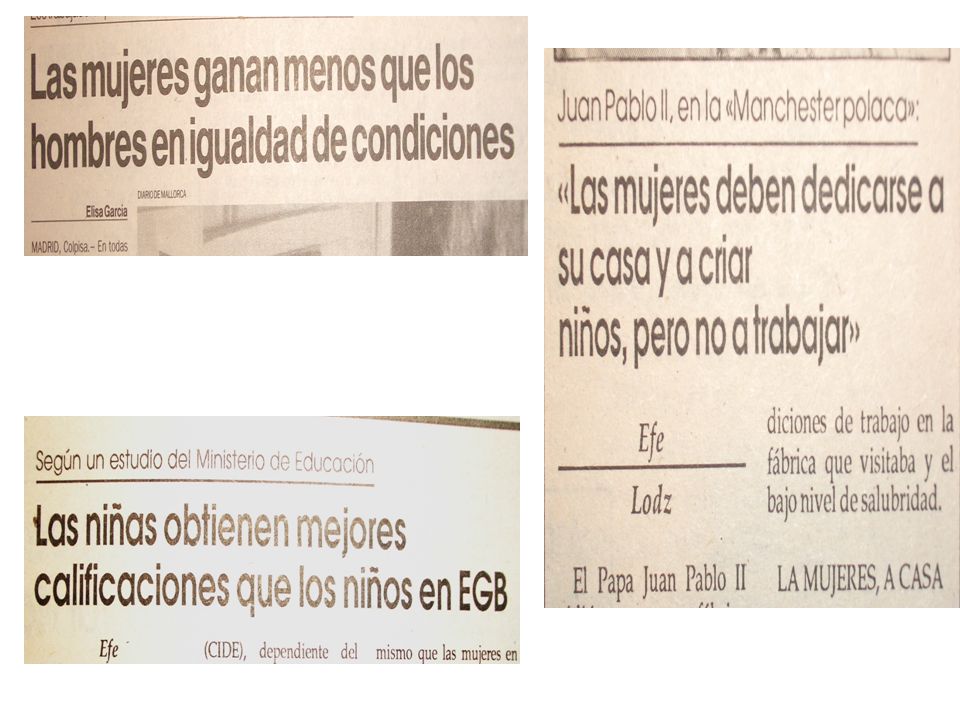 Las mujeres ganan menos que los
hombres en igualdad de condiciones
DIARIO DE MALLORCA
Elisa García
MADRID, Colpisa.– En todas
Juan Pablo II, en la «Manchester polaca»:
«Las mujeres deben dedicarse a
su casa y a criar
niños, pero no a trabajar»
Efe
Lodz
El Papa Juan Pablo II
diciones de trabajo en la
fábrica que visitaba y el
bajo nivel de salubridad.
LA MUJERES, A CASA
Según un estudio del Ministerio de Educación
Las niñas obtienen mejores
calificaciones que los niños en EGB
Efe
(CIDE), dependiente del
mismo que las mujeres en